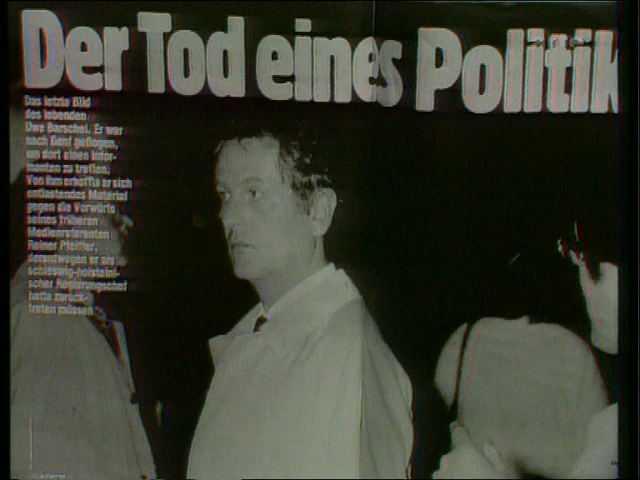 Der Tod eines Politik
Das letzte Bild
des lebenden
Uwe Barschel. Er war
nach Genf geflogen,
um dort einen Infor-
manten zu treffen.
Von ihm erhoffte er sich
entlastendes Material
gegen die Vorwürfe
seines früheren
Medienreferenten
Reiner Pfeiffer,
derentwegen er als
schleswig-holsteini-
scher Regierungschef
hatte zurück-
treten müssen